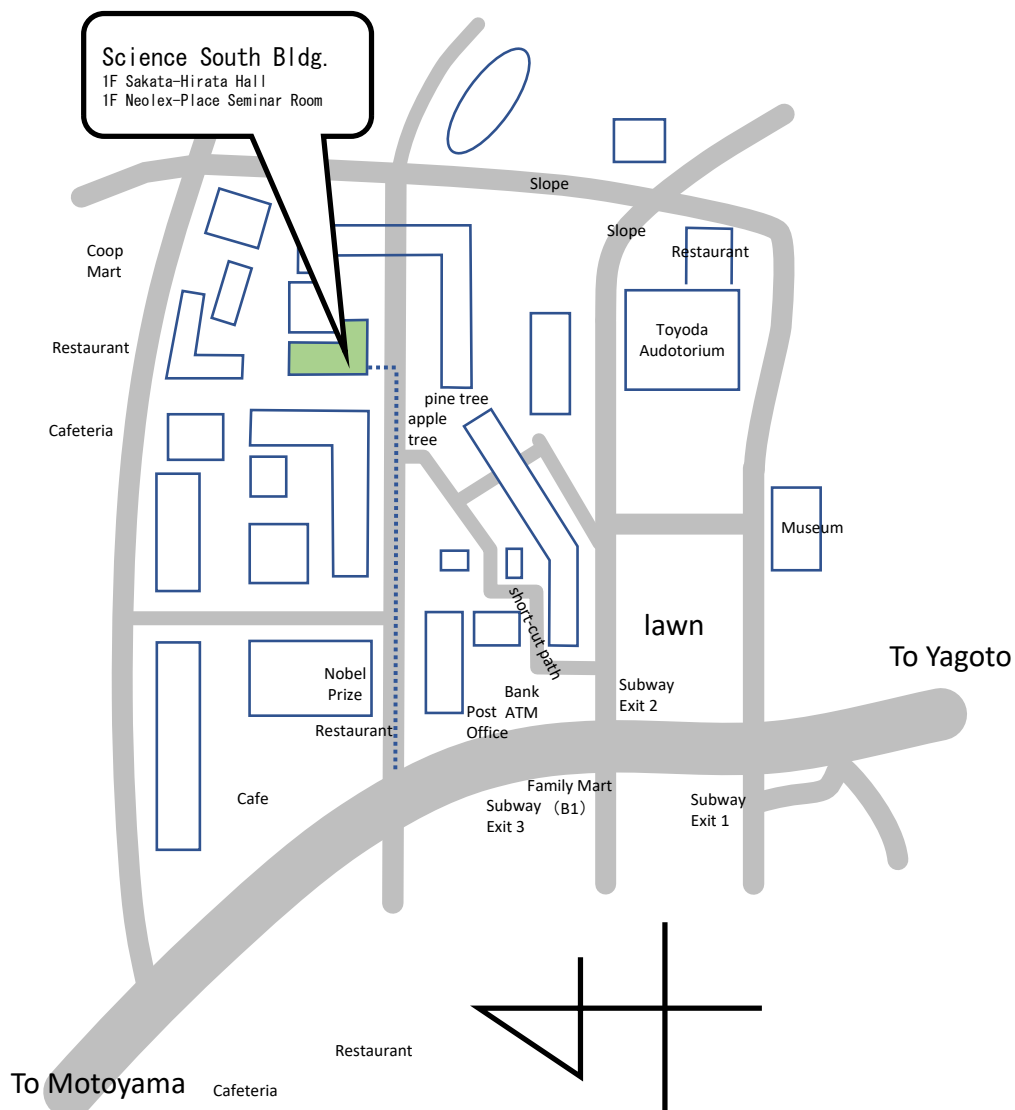 Science South Bldg.
1F Sakata-Hirata Hall
1F Neolex-Place Seminar Room
Slope
Slope
Restaurant
Coop
Mart
Toyoda
Audotorium
Restaurant
pine tree
apple
tree
Cafeteria
Museum
short-cut path
lawn
To Yagoto
Nobel
Prize
Subway
Exit 2
Bank
ATM
Post
Office
Restaurant
Family Mart
（B1）
Subway
Exit 3
Subway
Exit 1
Cafe
Restaurant
To Motoyama
Cafeteria